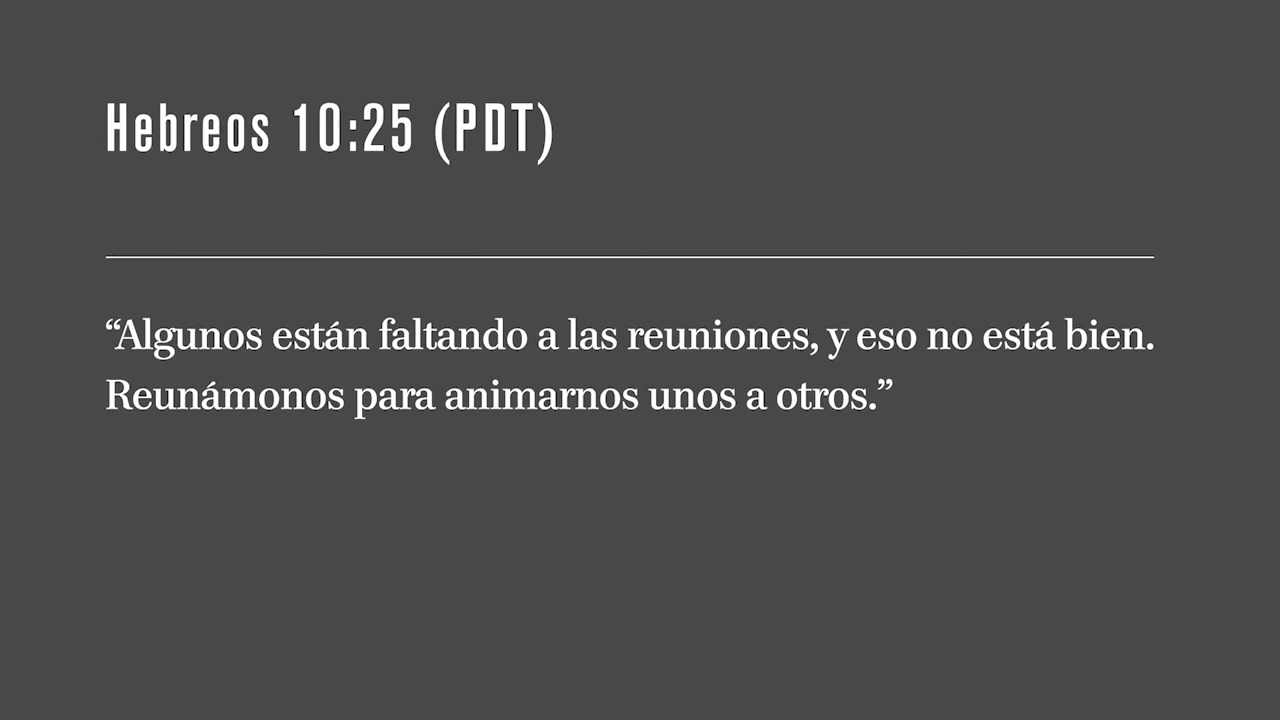 Hebreos 10:25 (PDT)
“Algunos están faltando a las reuniones, y eso no está bien.
Reunámonos para animarnos unos a otros.”